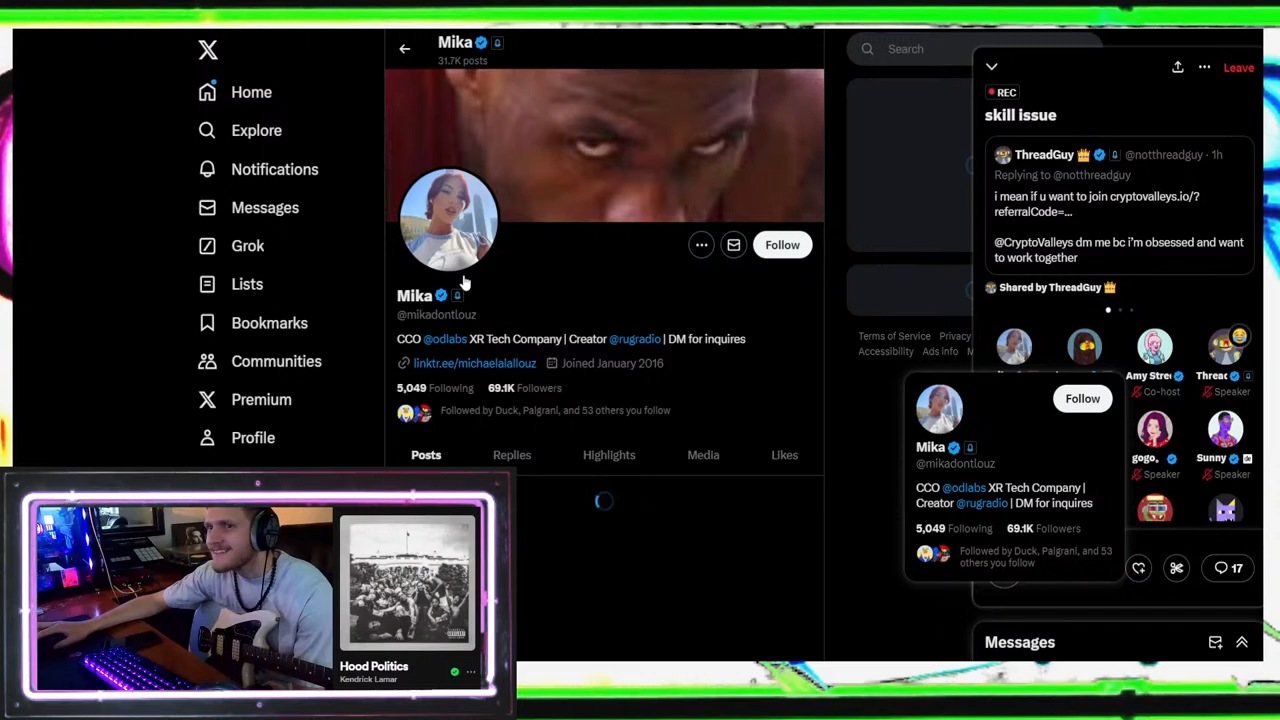 Home
Explore
Notifications
Messages
Grok
Lists
Bookmarks
Communities
Premium
Profile
Mika
31.7K posts
Follow
Mika
@mikadontlouz
CCO @odlabs XR Tech Company | Creator @rugradio | DM for inquires
linktr.ee/michaelalallouz Joined January 2016
5,049 Following 69.1K Followers
Followed by Duck, Palgrani, and 53 others you follow
Posts Replies Highlights Media Likes
Search
Terms of Service Privacy
Accessibility Ads info
Leave
REC
skill issue
ThreadGuy @notthreadguy · 1h
Replying to @notthreadguy
i mean if u want to join cryptovalleys.io/?
referralCode=...
@CryptoValleys dm me bc i'm obsessed and want
to work together
Shared by ThreadGuy
Amy Stree
Co-host
Threac
Speaker
gogo.
Speaker
Sunny
Speaker
Follow
Mika
@mikadontlouz
CCO @odlabs XR Tech Company |
Creator @rugradio | DM for inquires
5,049 Following 69.1K Followers
Followed by Duck, Palgrani, and 53
others you follow
17
Messages
Hood Politics
Kendrick Lamar